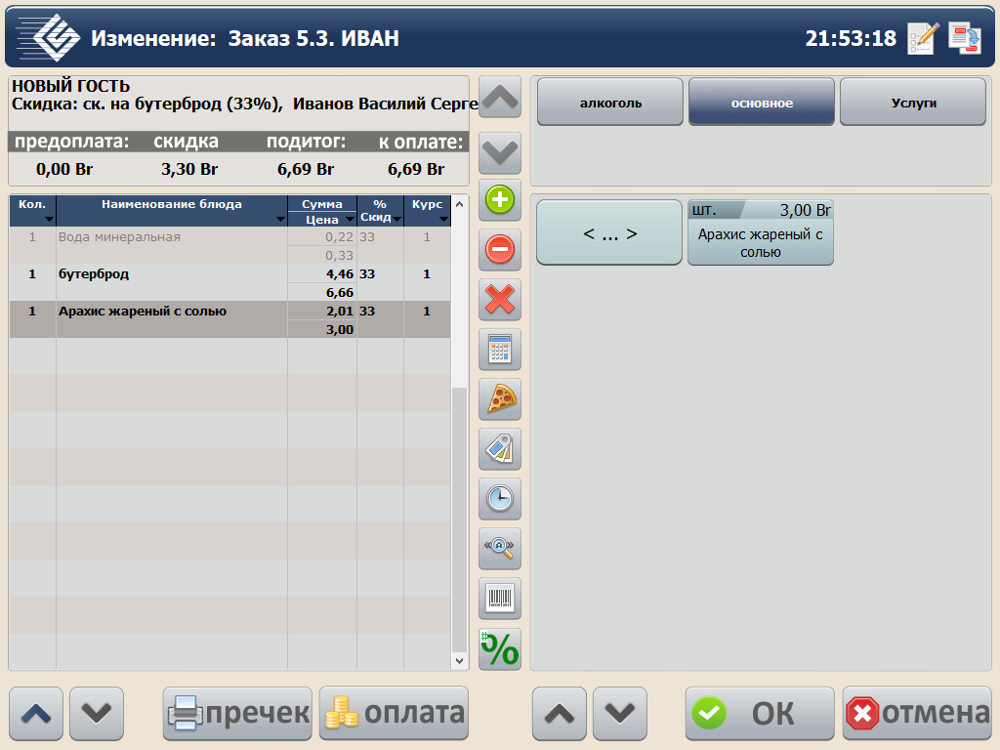 Изменение: Заказ 5.3. ИВАН
21:53:18
НОВЫЙ ГОСТЬ
Скидка: ск. на бутерброд (33%), Иванов Василий Серге
предоплата: скидка подитог: к оплате:
0,00 Br 3,30 Br 6,69 Br 6,69 Br
Кол. Наименование блюда Сумма % Курс
Цена Скид
1 Вода минеральная 0,22 33 1
0,33
1 бутерброд 4,46 33 1
6,66
1 Арахис жареный с солью 2,01 33 1
3,00
алкоголь основное Услуги
< ... >
шт. 3,00 Br
Арахис жареный с
солью
#%
пречек оплата
ОК отмена